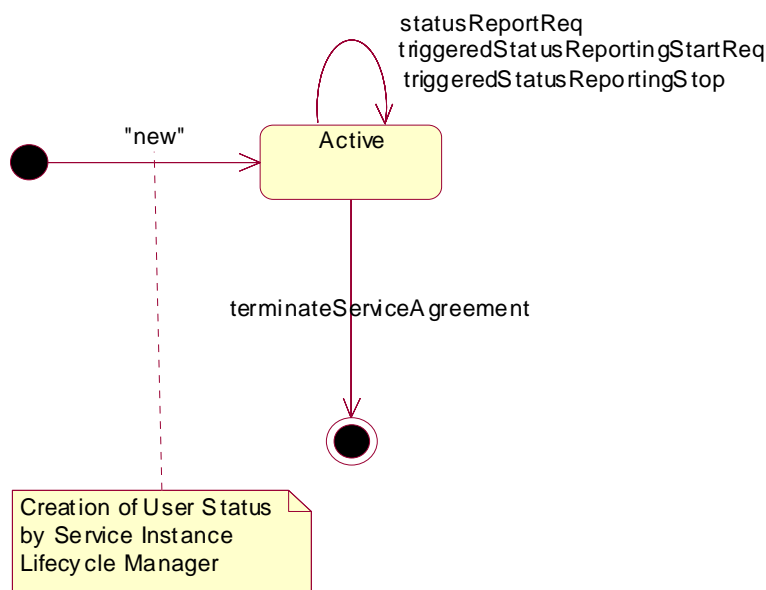 statusReportReq
triggeredStatusReportingStartReq
triggeredStatusReportingStop
"new"
Active
terminateServiceAgreement
Creation of User Status
by Service Instance
Lifecycle Manager